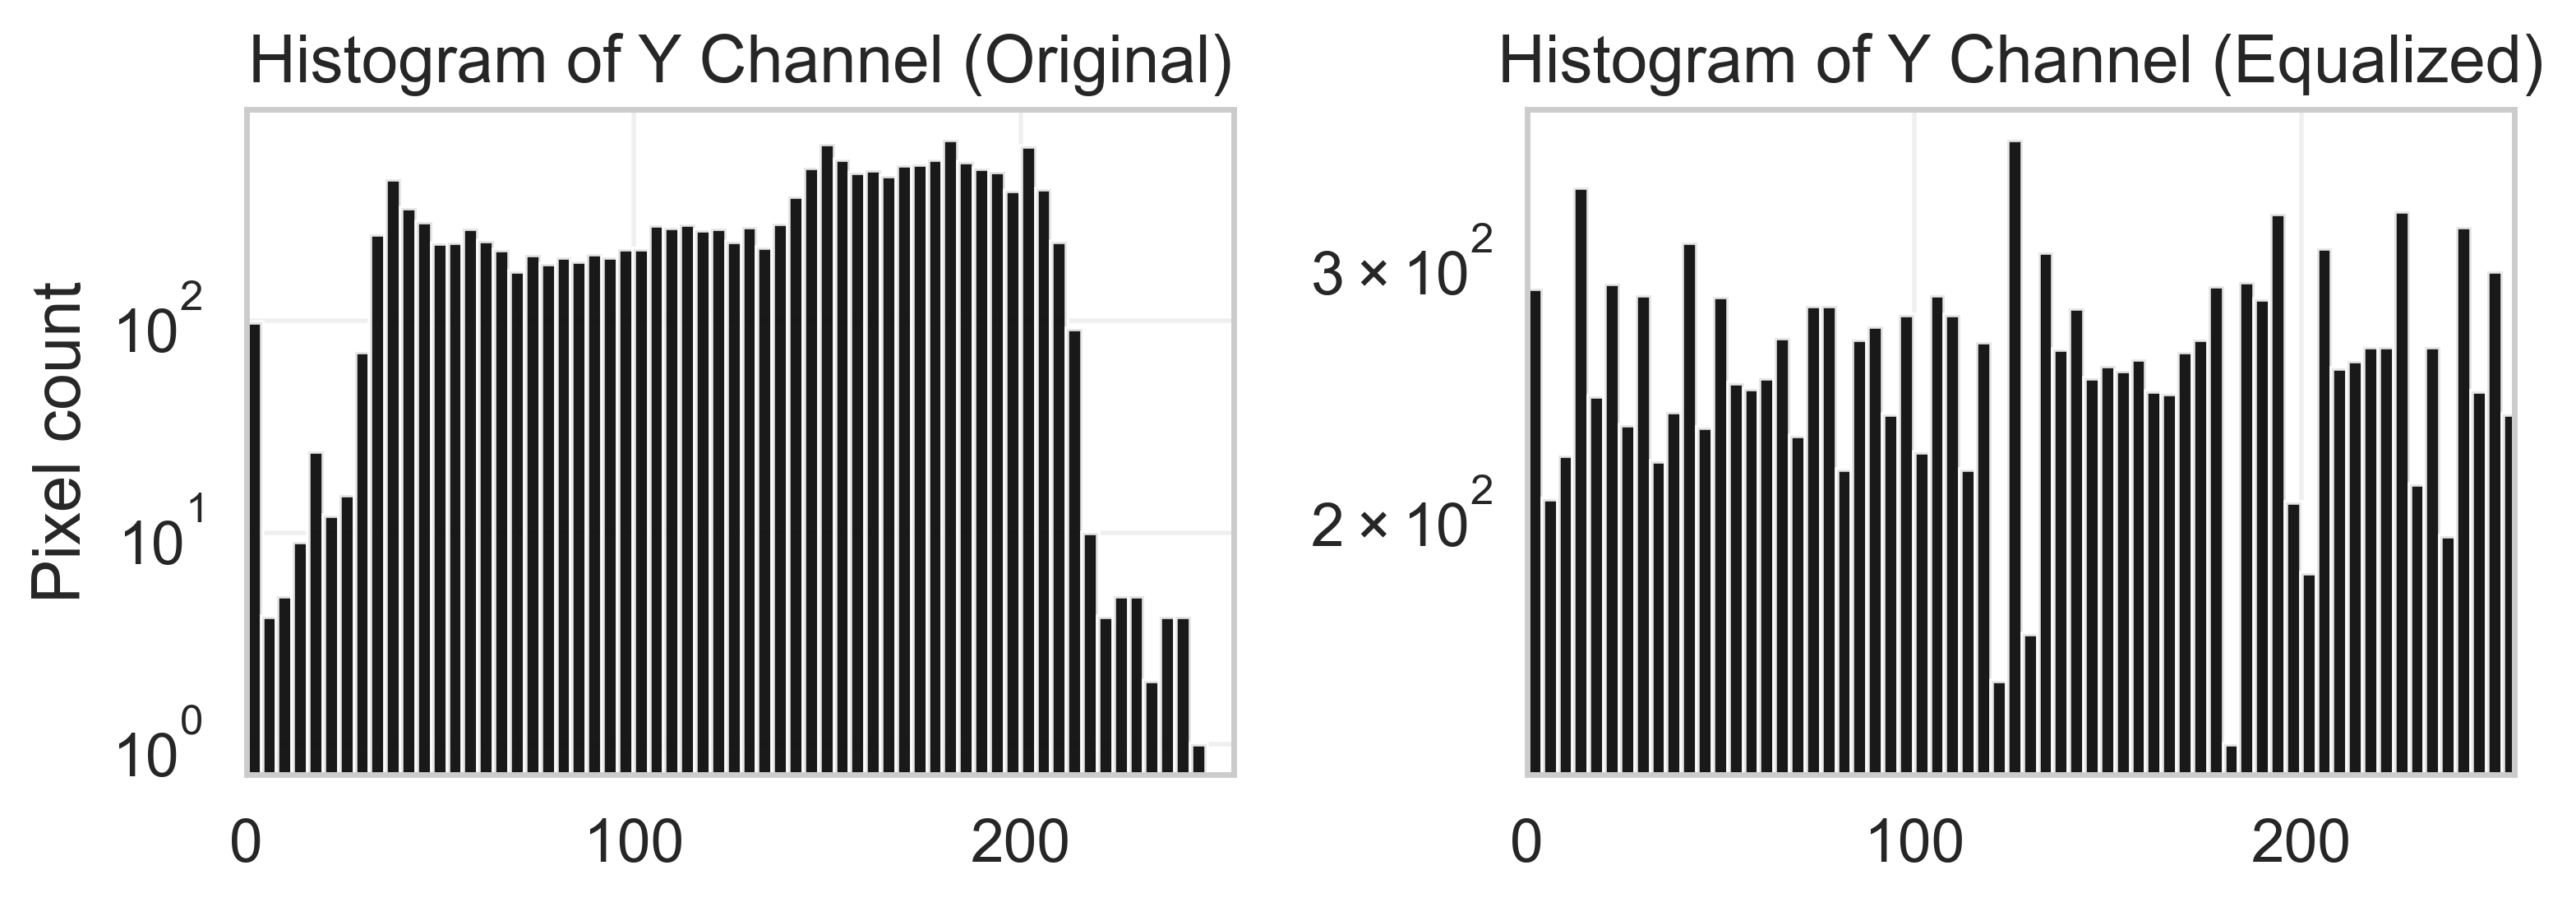 Histogram of Y Channel (Original)
Pixel count
10²
10¹
10⁰
0 100 200
Histogram of Y Channel (Equalized)
3 × 10²
2 × 10²
0 100 200